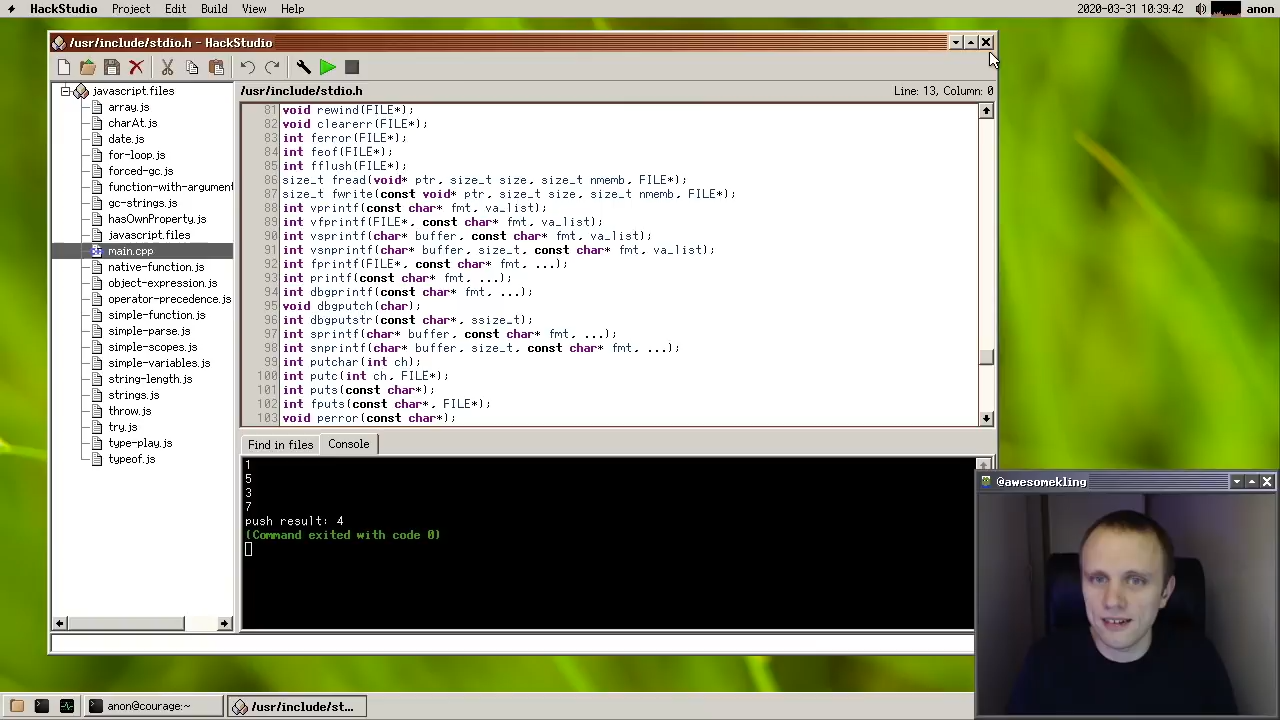 HackStudio Project Edit Build View Help 2020-03-31 10:39:42 anon
/usr/include/stdio.h - HackStudio
javascript.files
array.js
charAt.js
date.js
for-loop.js
forced-gc.js
function-with-argument
gc-strings.js
hasOwnProperty.js
javascript.files
main.cpp
native-function.js
object-expression.js
operator-precedence.js
simple-function.js
simple-parse.js
simple-scopes.js
simple-variables.js
string-length.js
strings.js
throw.js
try.js
type-play.js
typeof.js
/usr/include/stdio.h Line: 13, Column: 0
81 void rewind(FILE*);
82 void clearerr(FILE*);
83 int ferror(FILE*);
84 int feof(FILE*);
85 int fflush(FILE*);
86 size_t fread(void* ptr, size_t size, size_t nmemb, FILE*);
87 size_t fwrite(const void* ptr, size_t size, size_t nmemb, FILE*);
88 int vprintf(const char* fmt, va_list);
89 int vfprintf(FILE*, const char* fmt, va_list);
90 int vsprintf(char* buffer, const char* fmt, va_list);
91 int vsnprintf(char* buffer, size_t, const char* fmt, va_list);
92 int fprintf(FILE*, const char* fmt, ...);
93 int printf(const char* fmt, ...);
94 int dbgprintf(const char* fmt, ...);
95 void dbgputch(char);
96 int dbgputstr(const char*, ssize_t);
97 int sprintf(char* buffer, const char* fmt, ...);
98 int snprintf(char* buffer, size_t, const char* fmt, ...);
99 int putchar(int ch);
100 int putc(int ch, FILE*);
101 int puts(const char*);
102 int fputs(const char*, FILE*);
103 void perror(const char*);
Find in files Console
1
5
3
7
push result: 4
(Command exited with code 0)
@awesomekling
anon@courage:~ /usr/include/st...